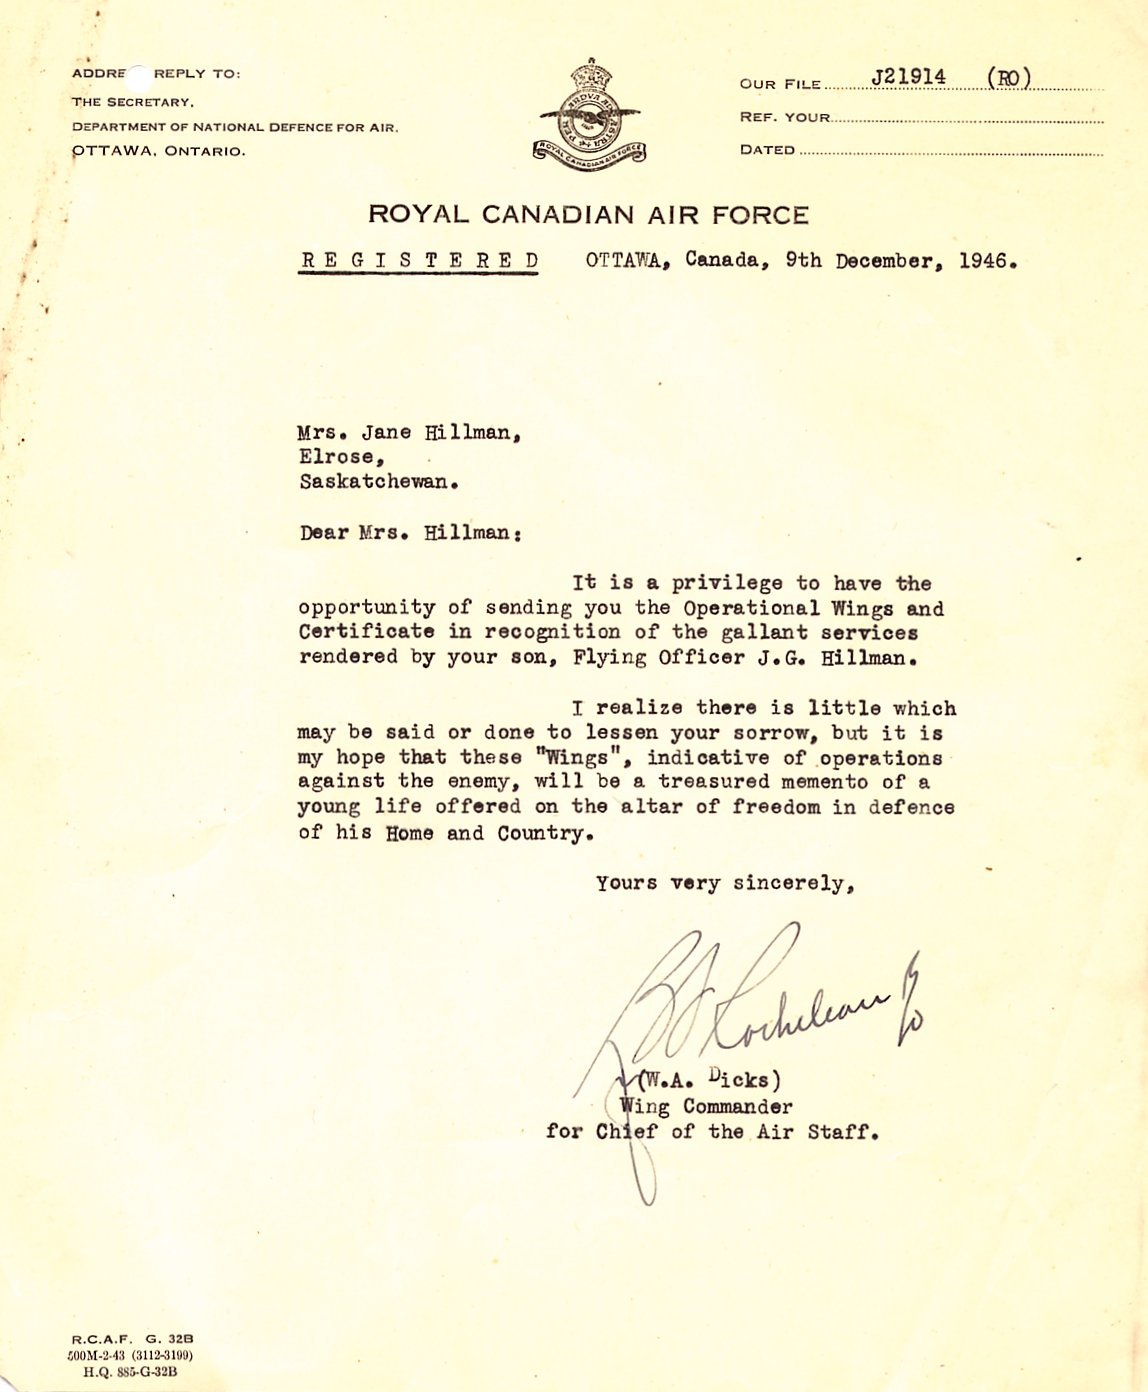 ADDRE REPLY TO:
THE SECRETARY,
DEPARTMENT OF NATIONAL DEFENCE FOR AIR,
OTTAWA, ONTARIO.
PER ARDUA AD ASTRA
ROYAL CANADIAN AIR FORCE
OUR FILE J21914 (RO)
REF. YOUR
DATED
ROYAL CANADIAN AIR FORCE
R E G I S T E R E D OTTAWA, Canada, 9th December, 1946.
Mrs. Jane Hillman,
Elrose,
Saskatchewan.
Dear Mrs. Hillman:
It is a privilege to have the
opportunity of sending you the Operational Wings and
Certificate in recognition of the gallant services
rendered by your son, Flying Officer J.G. Hillman.
I realize there is little which
may be said or done to lessen your sorrow, but it is
my hope that these "Wings", indicative of operations
against the enemy, will be a treasured memento of a
young life offered on the altar of freedom in defence
of his Home and Country.
Yours very sincerely,
(W.A. Dicks)
Wing Commander
for Chief of the Air Staff.
R.C.A.F. G. 32B
500M-2-43 (3112-3199)
H.Q. 885-G-32B